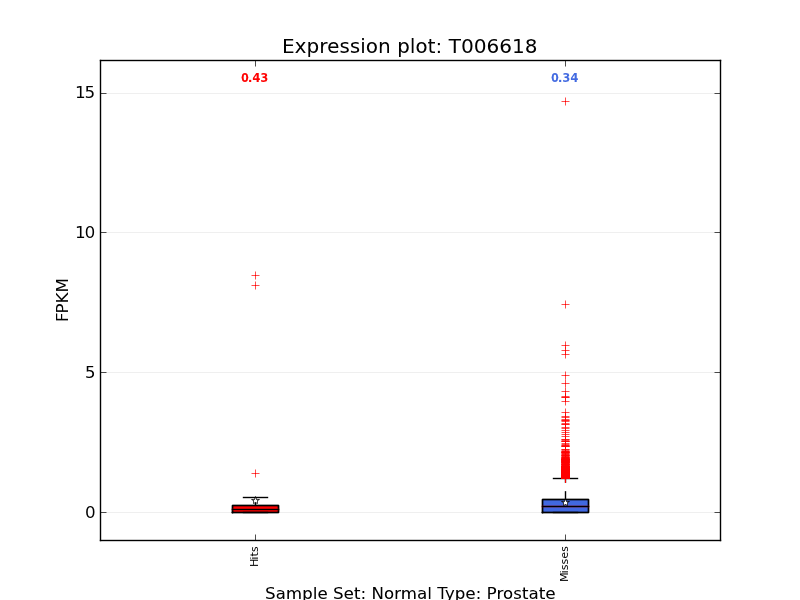 Expression plot: T006618
0.43
0.34
15
10
5
0
FPKM
Hits
Misses
Sample Set: Normal Type: Prostate